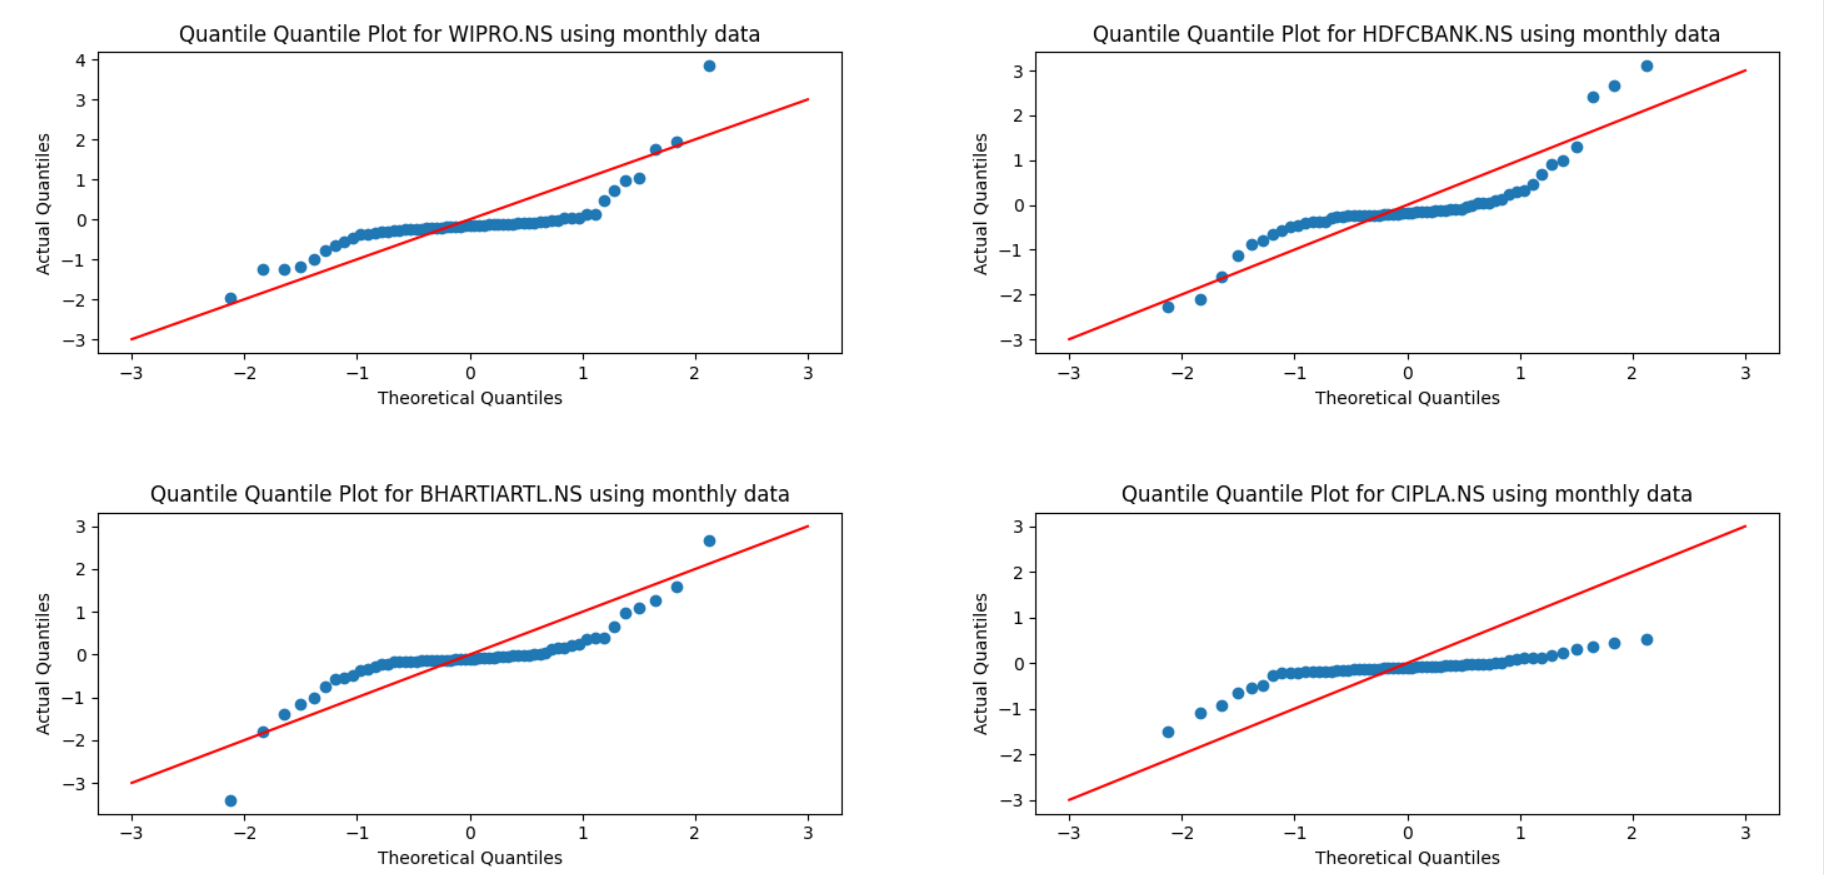 Quantile Quantile Plot for WIPRO.NS using monthly data
4
3
2
1
0
−1
−2
−3
Actual Quantiles
−3 −2 −1 0 1 2 3
Theoretical Quantiles
Quantile Quantile Plot for HDFCBANK.NS using monthly data
3
2
1
0
−1
−2
−3
Actual Quantiles
−3 −2 −1 0 1 2 3
Theoretical Quantiles
Quantile Quantile Plot for BHARTIARTL.NS using monthly data
3
2
1
0
−1
−2
−3
Actual Quantiles
−3 −2 −1 0 1 2 3
Theoretical Quantiles
Quantile Quantile Plot for CIPLA.NS using monthly data
3
2
1
0
−1
−2
−3
Actual Quantiles
−3 −2 −1 0 1 2 3
Theoretical Quantiles